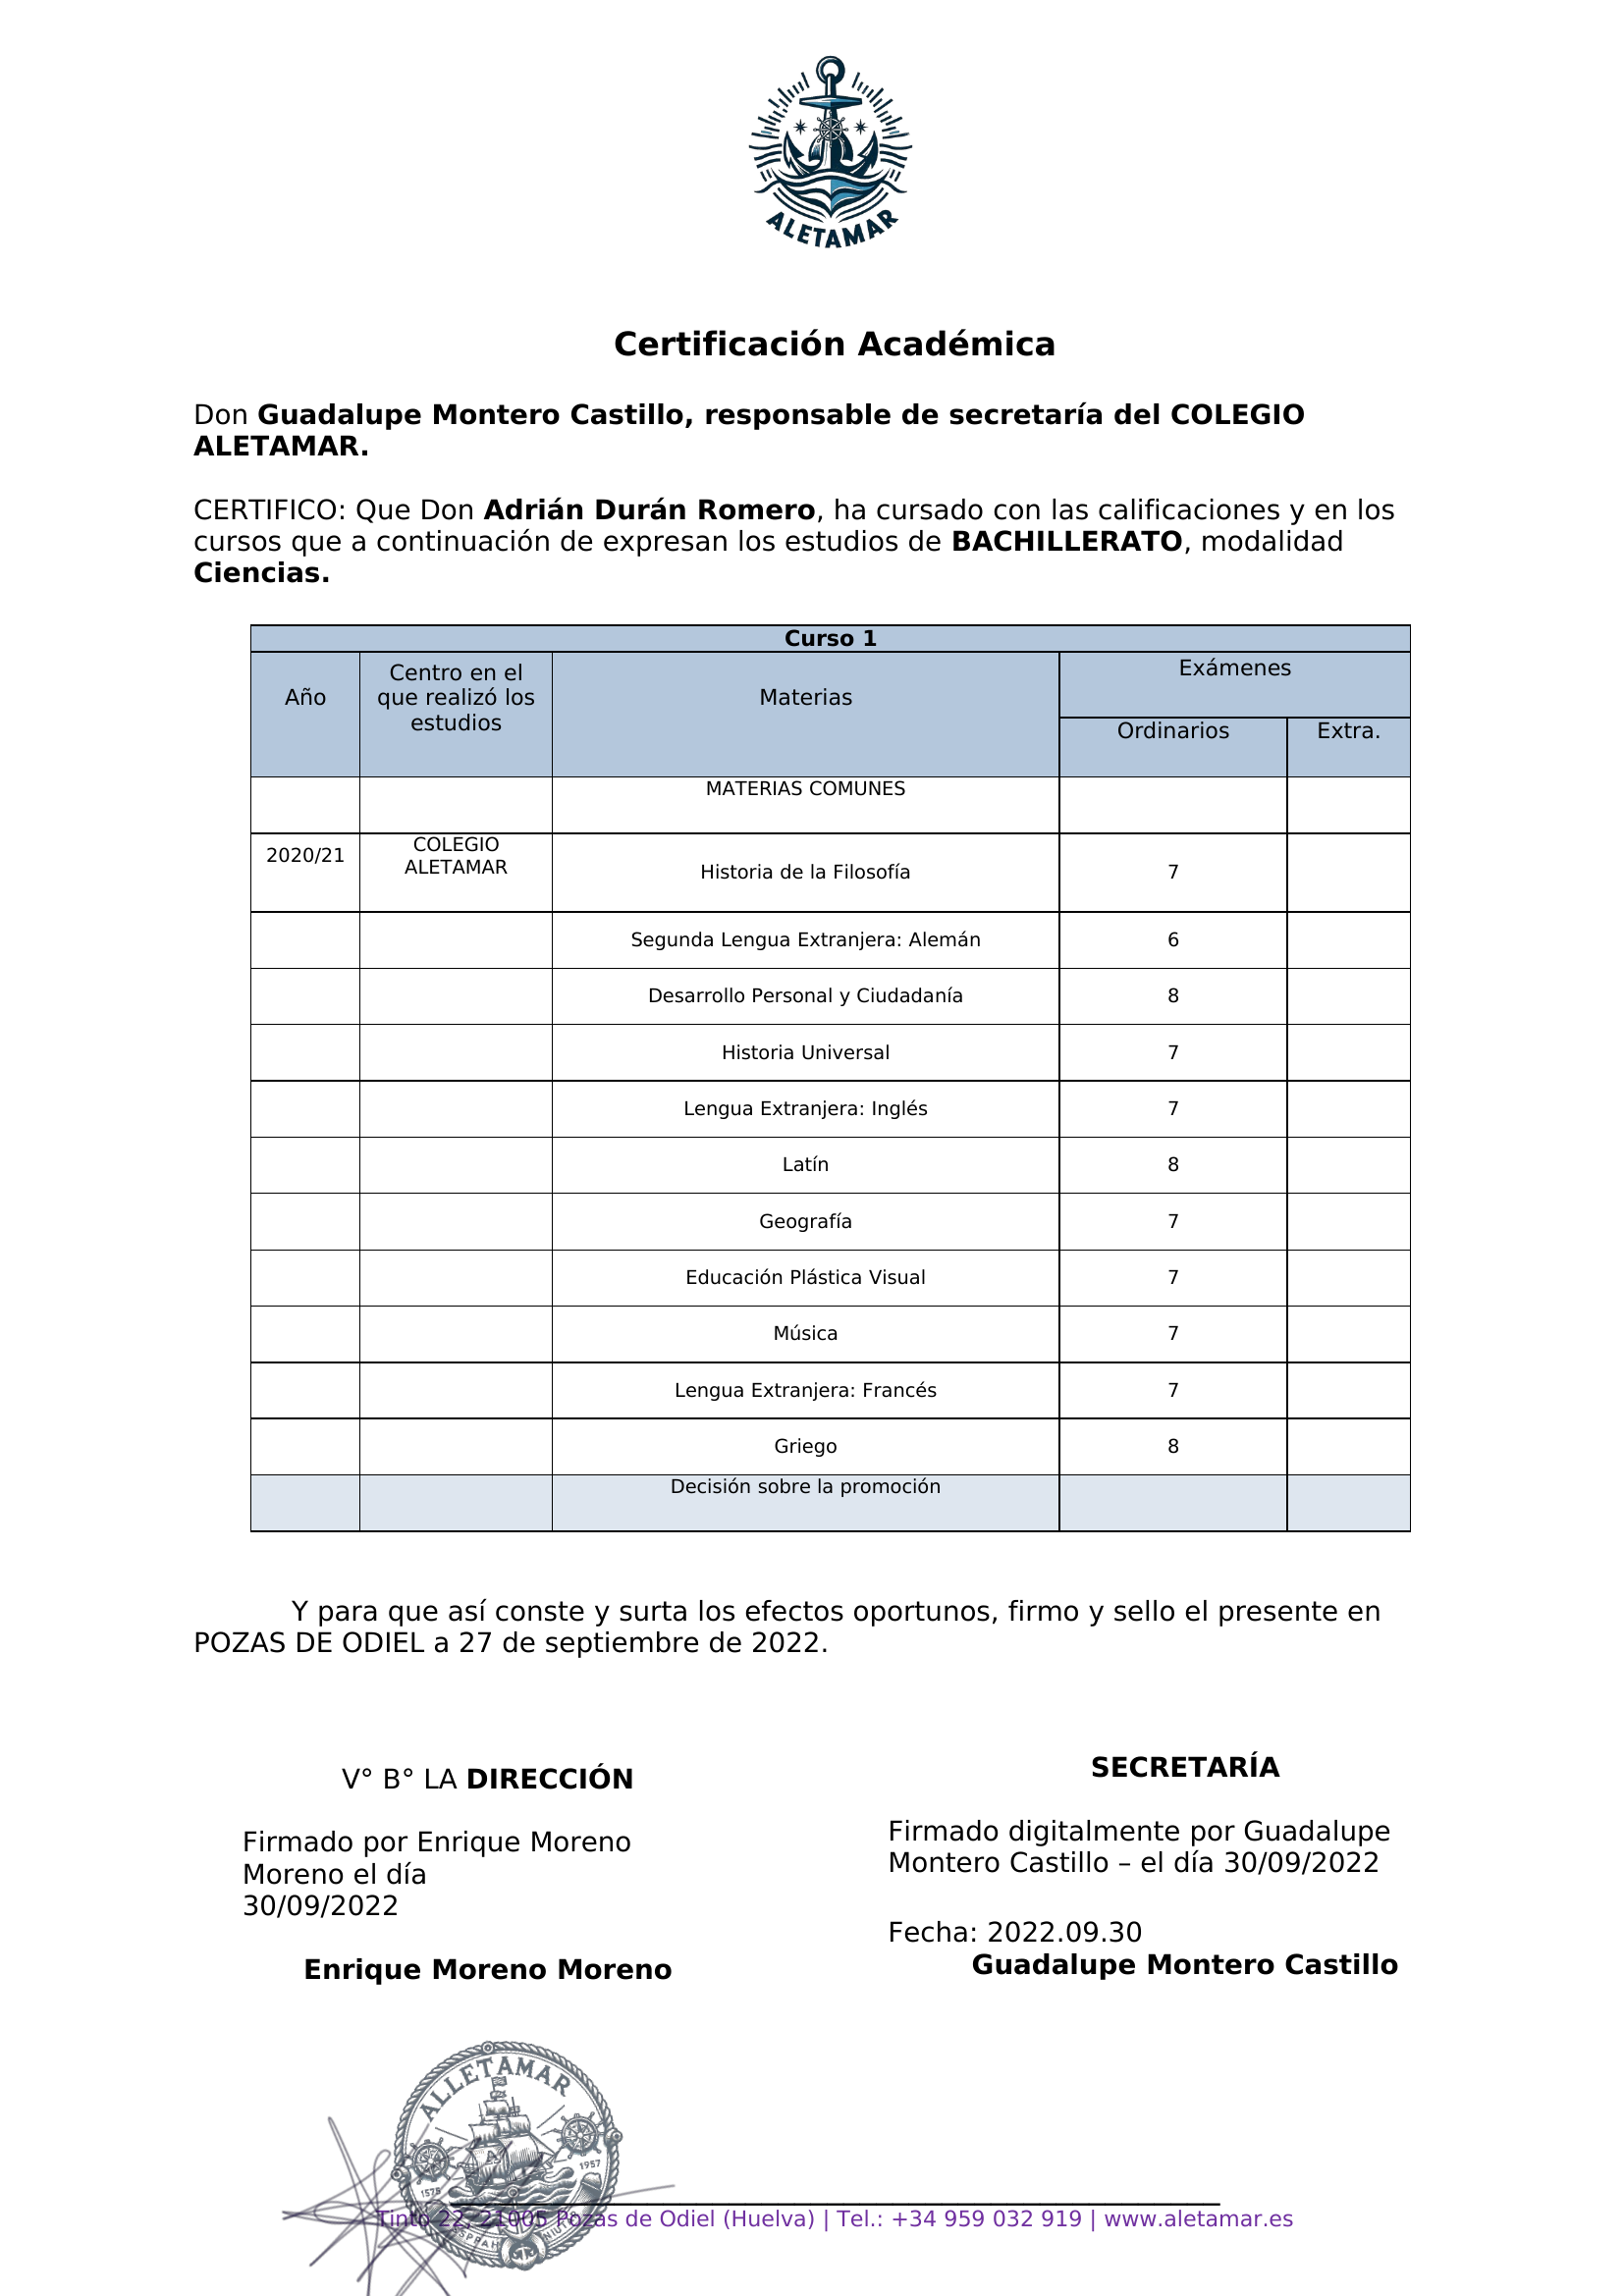 ALETAMAR
Certificación Académica
Don Guadalupe Montero Castillo, responsable de secretaría del COLEGIO
ALETAMAR.
CERTIFICO: Que Don Adrián Durán Romero, ha cursado con las calificaciones y en los
cursos que a continuación de expresan los estudios de BACHILLERATO, modalidad
Ciencias.
Curso 1
Año
Centro en el
que realizó los
estudios
Materias
Exámenes
Ordinarios
Extra.
MATERIAS COMUNES
2020/21
COLEGIO
ALETAMAR
Historia de la Filosofía
7
Segunda Lengua Extranjera: Alemán
6
Desarrollo Personal y Ciudadanía
8
Historia Universal
7
Lengua Extranjera: Inglés
7
Latín
8
Geografía
7
Educación Plástica Visual
7
Música
7
Lengua Extranjera: Francés
7
Griego
8
Decisión sobre la promoción
Y para que así conste y surta los efectos oportunos, firmo y sello el presente en
POZAS DE ODIEL a 27 de septiembre de 2022.
V° B° LA DIRECCIÓN
Firmado por Enrique Moreno
Moreno el día
30/09/2022
Enrique Moreno Moreno
SECRETARÍA
Firmado digitalmente por Guadalupe
Montero Castillo – el día 30/09/2022
Fecha: 2022.09.30
Guadalupe Montero Castillo
ALLETAMAR
1575
1957
Tinto 22, 21005 Pozas de Odiel (Huelva) | Tel.: +34 959 032 919 | www.aletamar.es